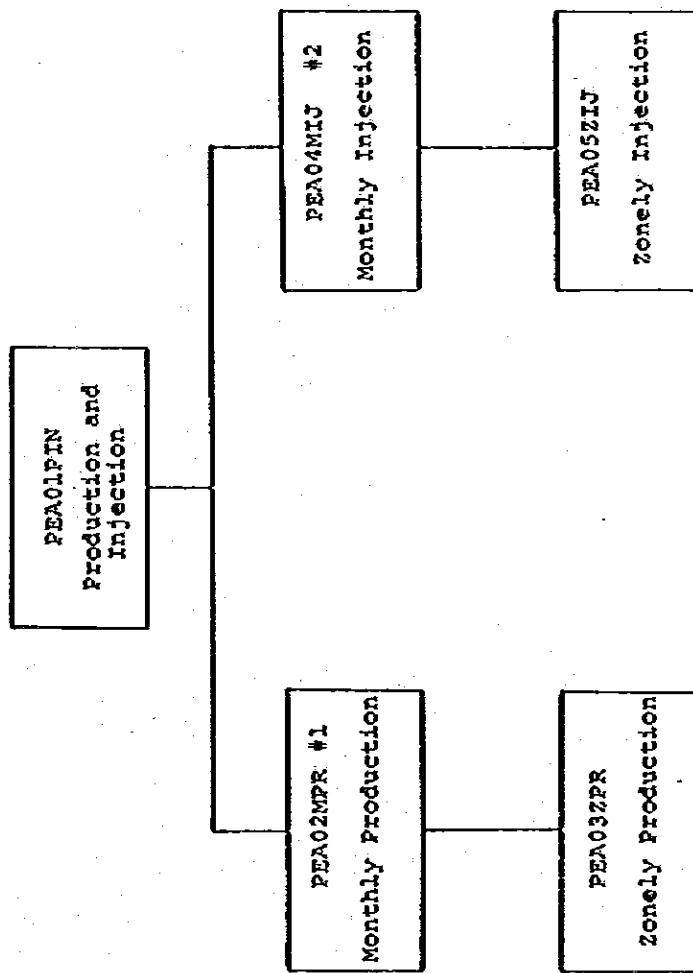 PEA01PIN
Production and
Injection
PEA02MPR #1
Monthly Production
PEA04MIJ #2
Monthly Injection
PEA03ZPR
Zonely Production
PEA05ZIJ
Zonely Injection